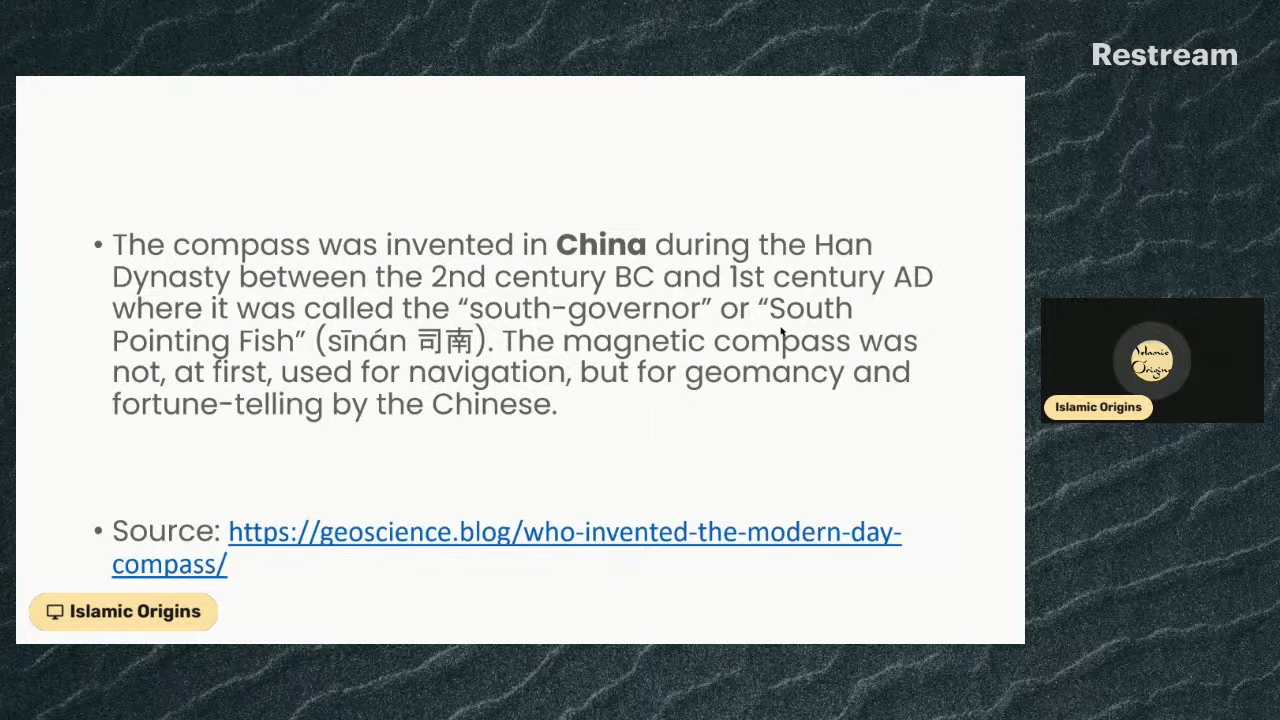 Restream
• The compass was invented in China during the Han
Dynasty between the 2nd century BC and 1st century AD
where it was called the “south-governor” or “South
Pointing Fish” (sīnán 司南). The magnetic compass was
not, at first, used for navigation, but for geomancy and
fortune-telling by the Chinese.
• Source: https://geoscience.blog/who-invented-the-modern-day-
compass/
Islamic Origins
Islamic
Origins
Islamic Origins